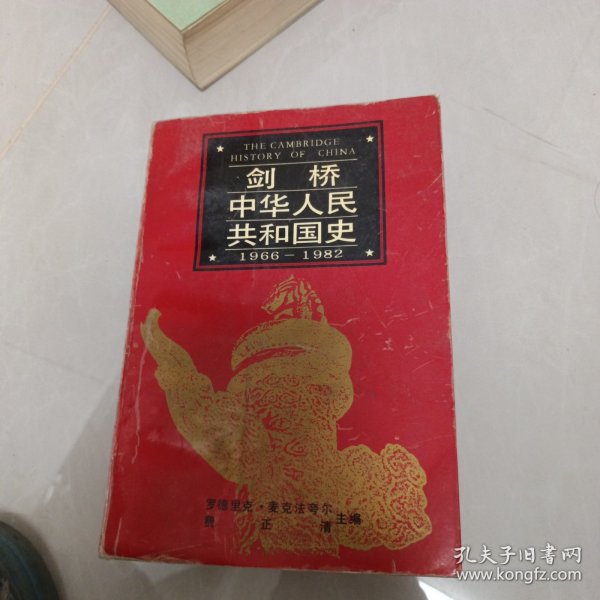 THE CAMBRIDGE
HISTORY OF CHINA
剑桥
中华人民
共和国史
1966－1982
罗德里克·麦克法夸尔
费正清 主编
孔夫子旧书网
www.kongfz.com